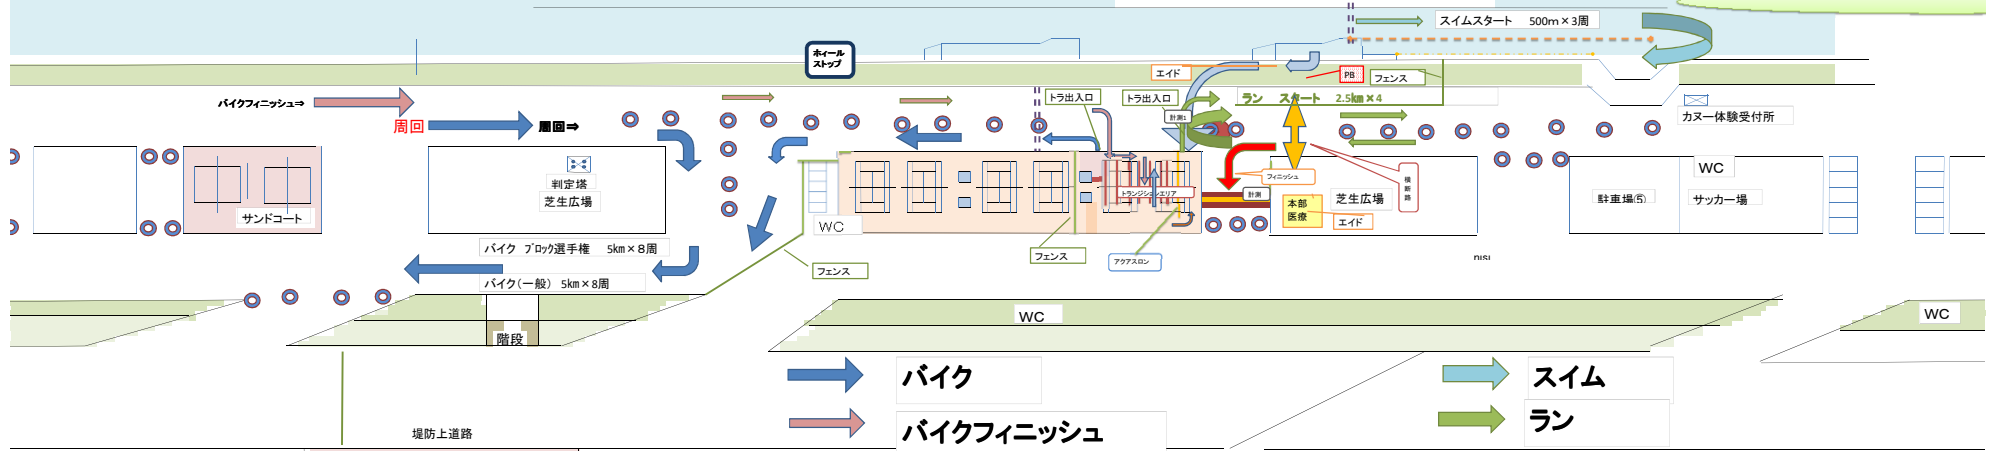 スイムスタート　500m×3周
ホィール
ストップ
エイド
PB
フェンス
バイクフィニッシュ⇒
周回
周回⇒
トラ出入口
トラ出入口
ラン　スタート　2.5km×4
計測1
カヌー体験受付所
判定塔
芝生広場
サンドコート
トランジションエリア
計測
フィニッシュ
横断路
本部
医療
芝生広場
エイド
WC
駐車場⑤
サッカー場
WC
バイク　ブロック選手権　5km×8周
バイク(一般)　5km×8周
フェンス
フェンス
アクアスロン
階段
WC
WC
バイク
スイム
バイクフィニッシュ
ラン
堤防上道路